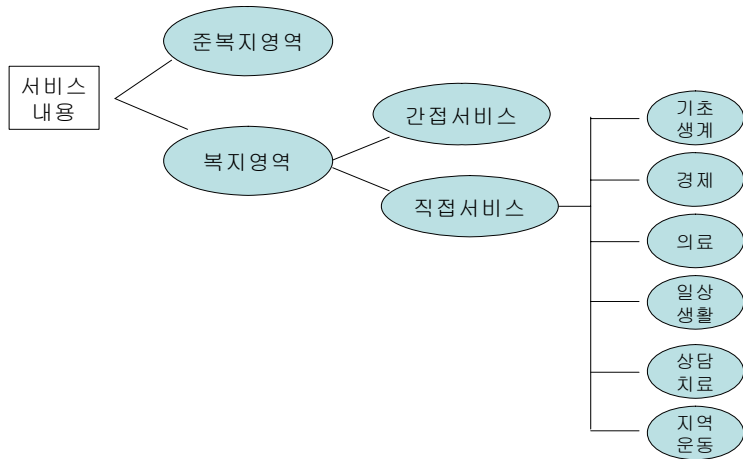 준복지영역
서비스
내용
복지영역
간접서비스
직접서비스
기초
생계
경제
의료
일상
생활
상담
치료
지역
운동